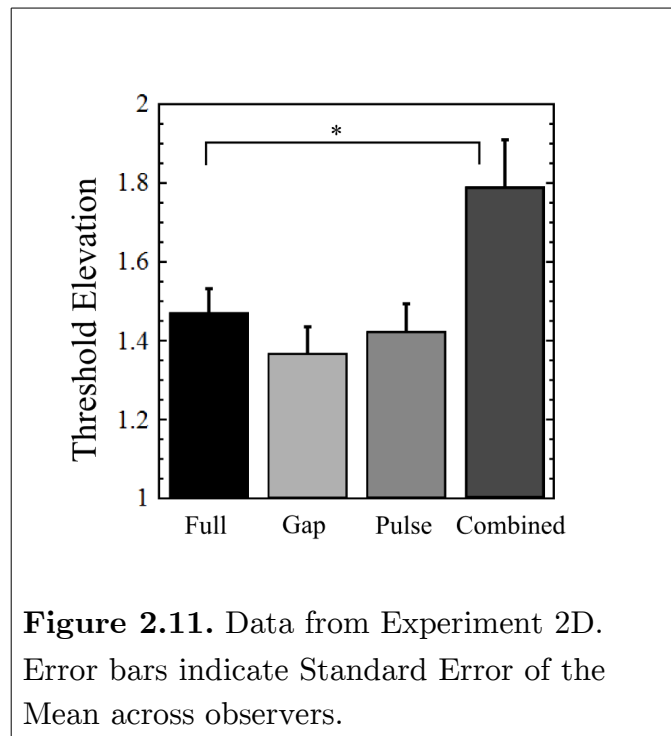 2
*
1.8
1.6
1.4
1.2
1
Threshold Elevation
Full Gap Pulse Combined
Figure 2.11. Data from Experiment 2D.
Error bars indicate Standard Error of the
Mean across observers.